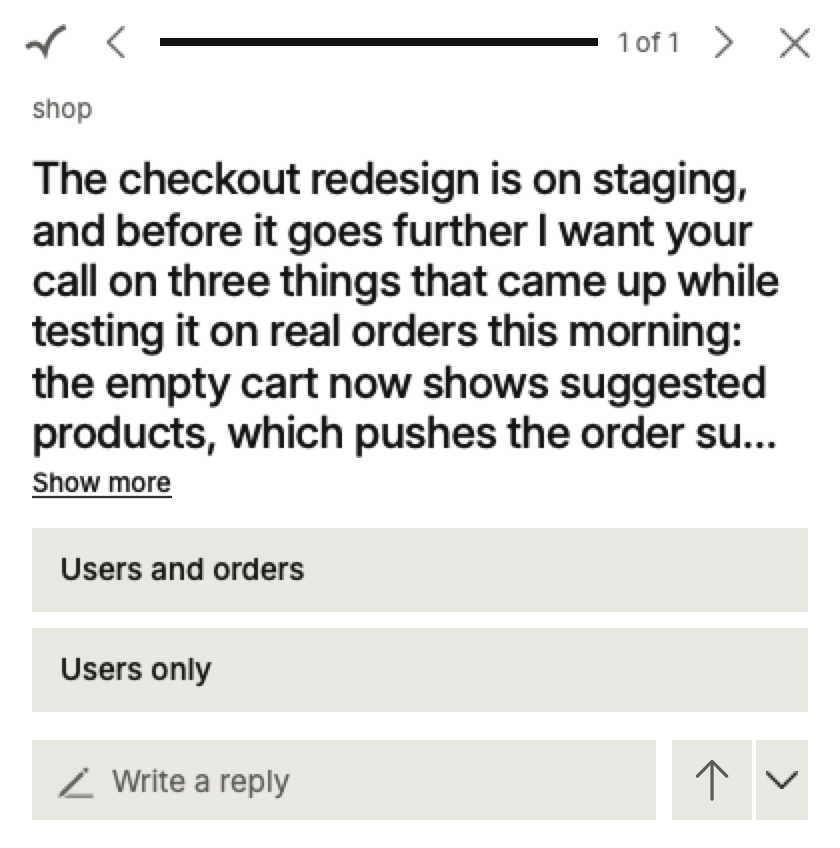 1 of 1
shop
The checkout redesign is on staging,
and before it goes further I want your
call on three things that came up while
testing it on real orders this morning:
the empty cart now shows suggested
products, which pushes the order su...
Show more
Users and orders
Users only
Write a reply